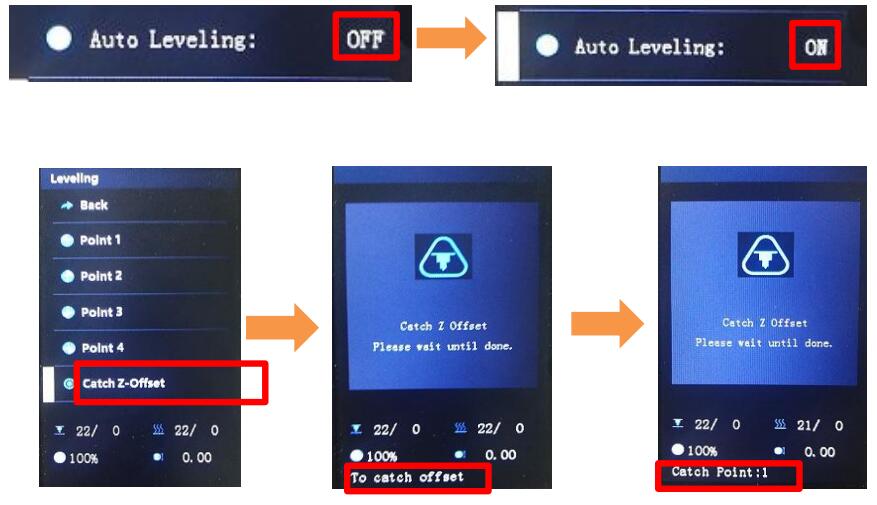 Auto Leveling: OFF
Auto Leveling: ON
Leveling
Back
Point 1
Point 2
Point 3
Point 4
Catch Z-Offset
22/ 0 22/ 0
100% 0.00
Catch Z Offset
Please wait until done.
22/ 0 22/ 0
100% 0.00
To catch offset
Catch Z Offset
Please wait until done.
22/ 0 21/ 0
100% 0.00
Catch Point:1